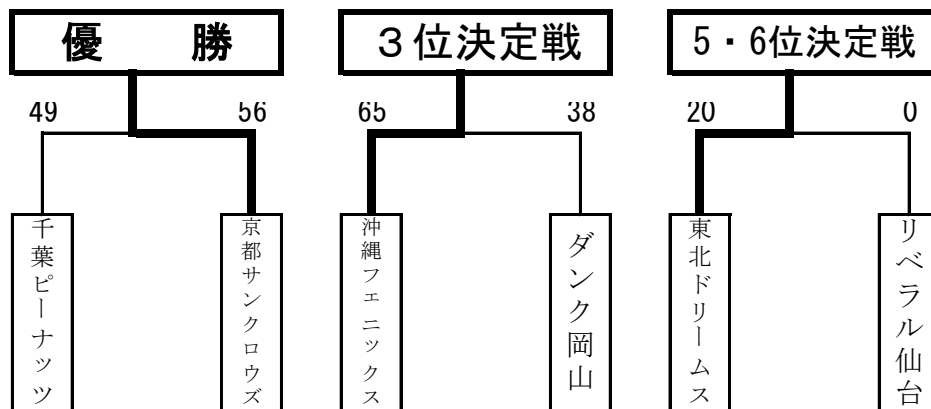 優　勝
３位決定戦
5・6位決定戦
49
56
65
38
20
0
千葉ピーナッツ
京都サンクロウズ
沖縄フェニックス
ダンク岡山
東北ドリームス
リベラル仙台